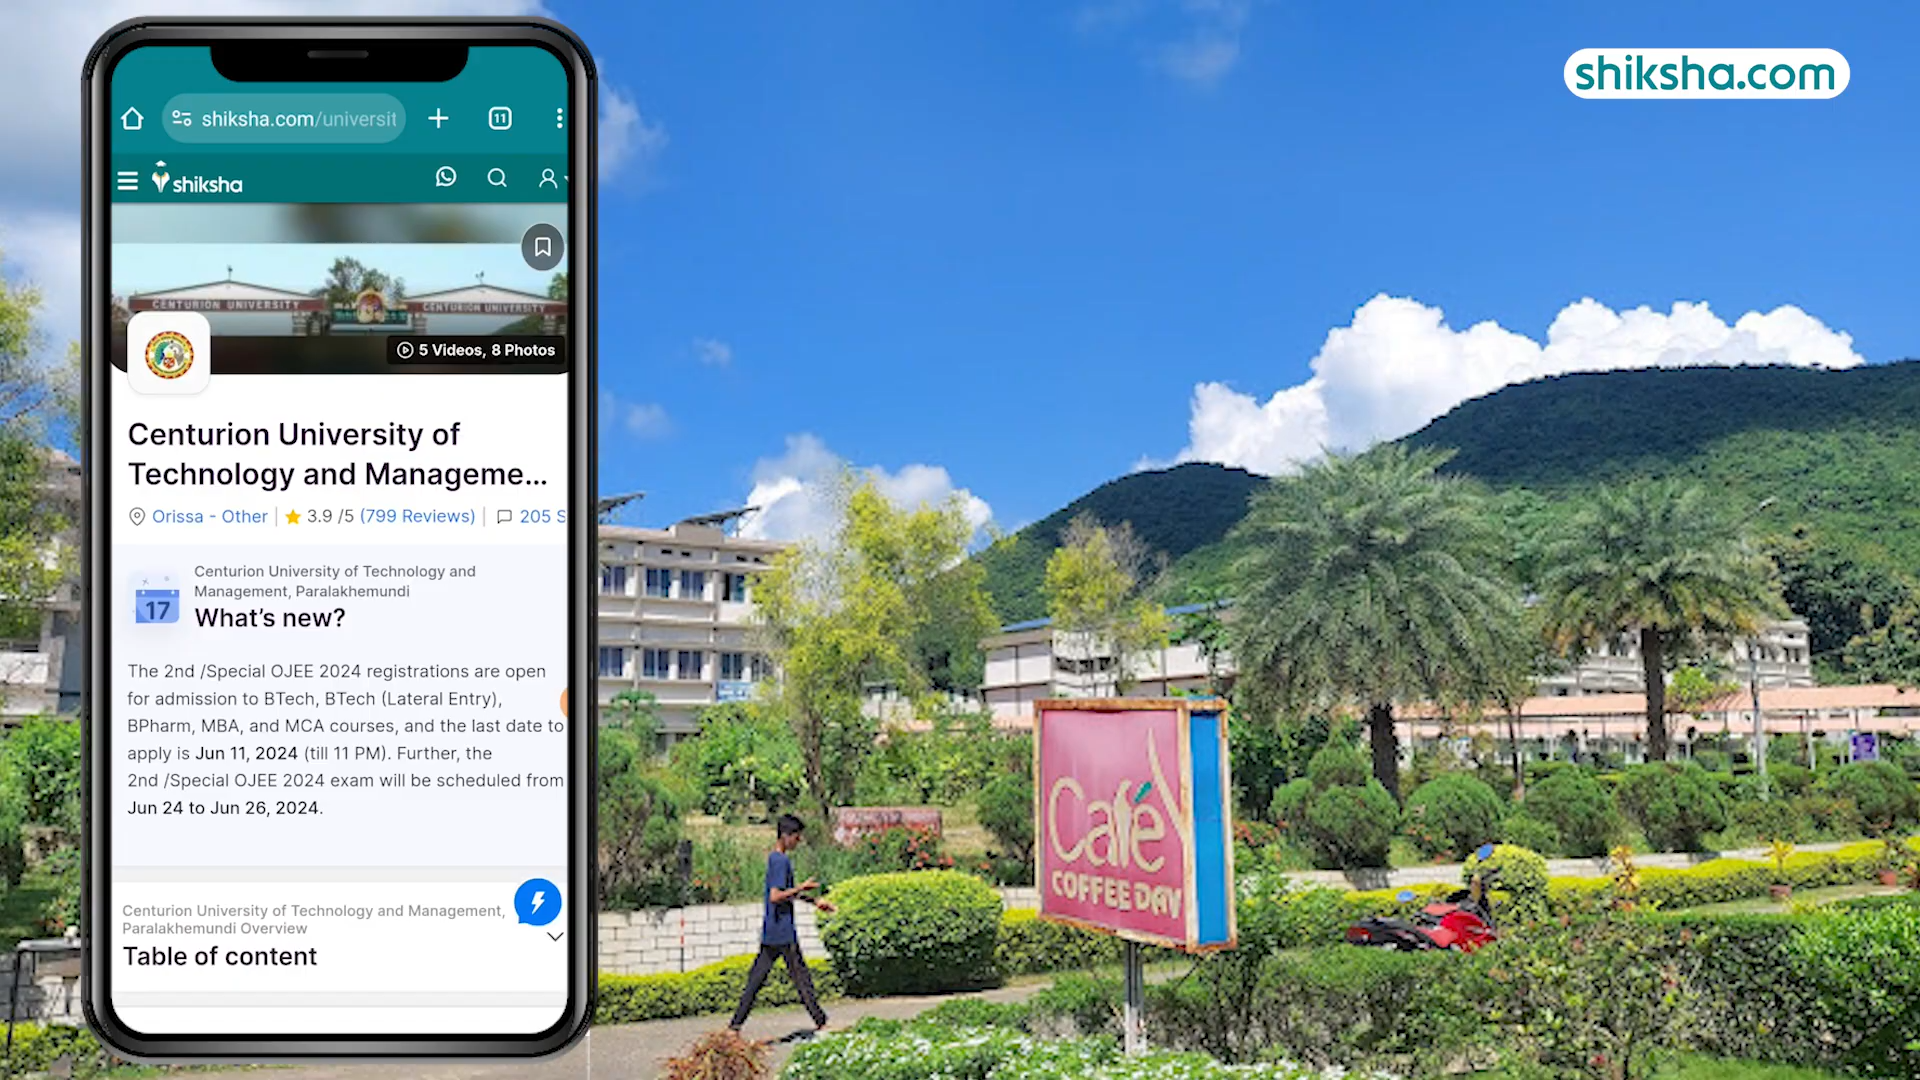 shiksha.com
shiksha.com/universit
11
shiksha
CENTURION UNIVERSITY
CENTURION UNIVERSITY
5 Videos, 8 Photos
Centurion University of
Technology and Manageme...
Orissa - Other | 3.9 /5 (799 Reviews) | 205 S
Centurion University of Technology and
Management, Paralakhemundi
17
What's new?
The 2nd /Special OJEE 2024 registrations are open
for admission to BTech, BTech (Lateral Entry),
BPharm, MBA, and MCA courses, and the last date to
apply is Jun 11, 2024 (till 11 PM). Further, the
2nd /Special OJEE 2024 exam will be scheduled from
Jun 24 to Jun 26, 2024.
Centurion University of Technology and Management,
Paralakhemundi Overview
Table of content
Café
COFFEE DAY